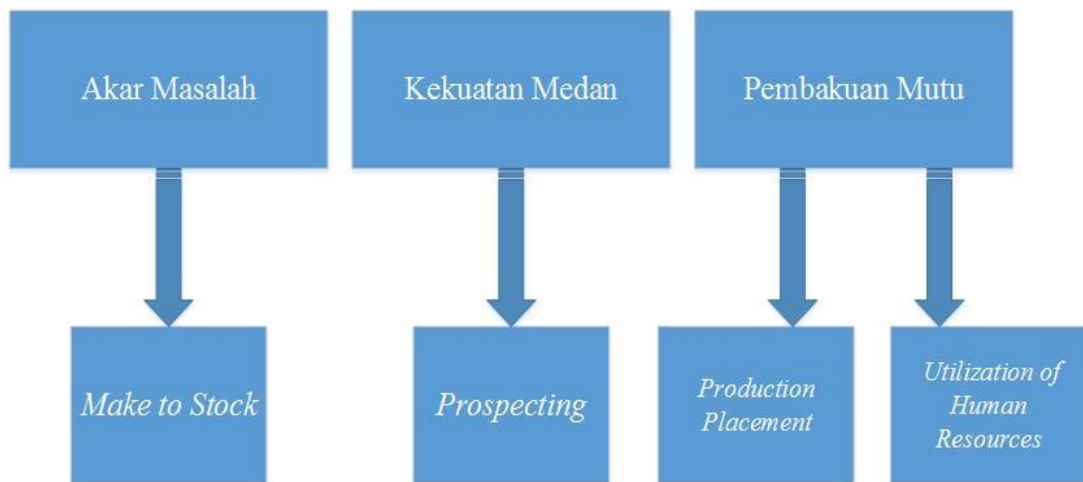 Akar Masalah
Kekuatan Medan
Pembakuan Mutu
Make to Stock
Prospecting
Production
Placement
Utilization of
Human
Resources